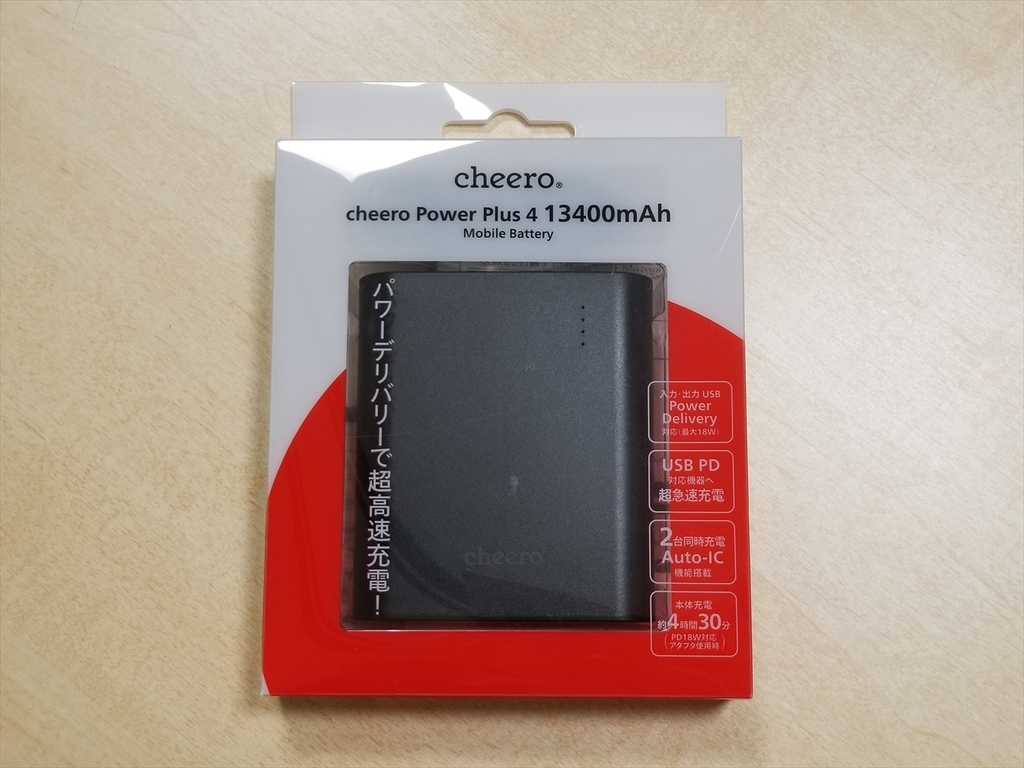 cheero®
cheero Power Plus 4 13400mAh
Mobile Battery
パワーデリバリーで超高速充電！
入力・出力 USB
Power
Delivery
対応（最大18W）
USB PD
対応機器へ
超急速充電
2台同時充電
Auto-IC
機能搭載
本体充電
約4時間30分
（PD18W対応
アダプタ使用時）
cheero